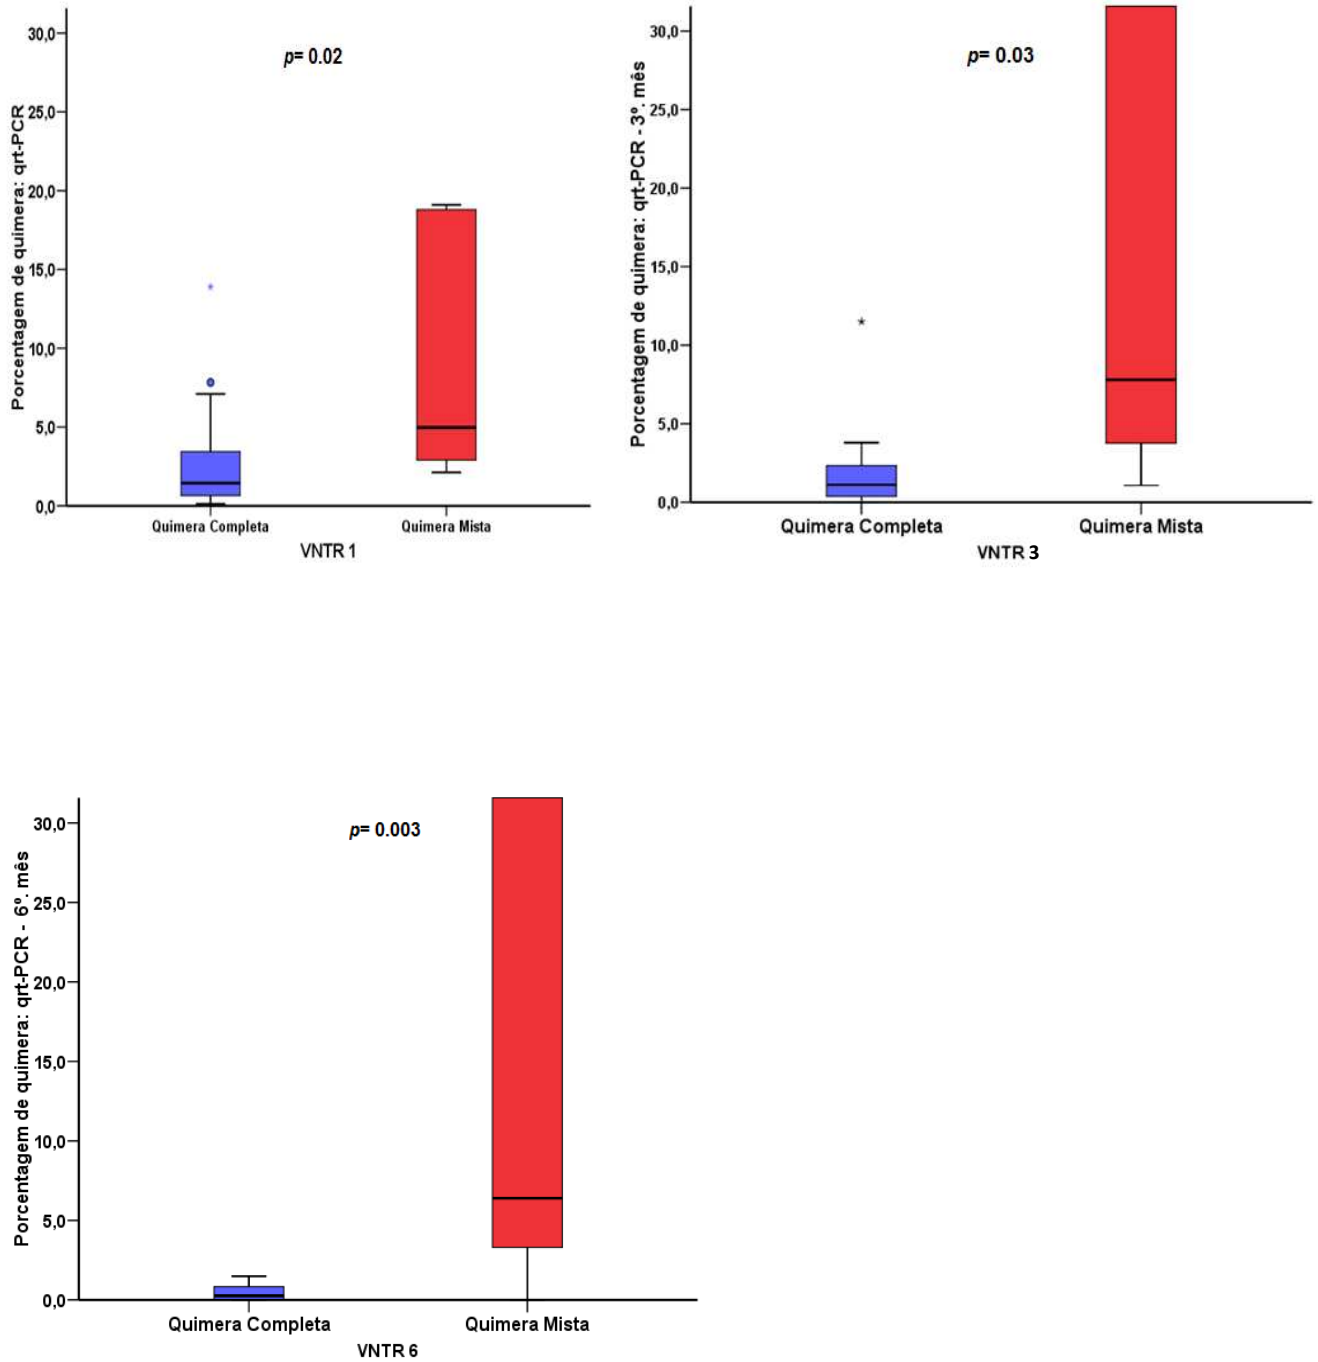 p= 0.02
Porcentagem de quimera: qrt-PCR
30,0
25,0
20,0
15,0
10,0
5,0
0,0
Quimera Completa
Quimera Mista
VNTR 1
p= 0.03
Porcentagem de quimera: qrt-PCR - 3º. mês
30,0
25,0
20,0
15,0
10,0
5,0
0,0
Quimera Completa
Quimera Mista
VNTR 3
p= 0.003
Porcentagem de quimera: qrt-PCR - 6º. mês
30,0
25,0
20,0
15,0
10,0
5,0
0,0
Quimera Completa
Quimera Mista
VNTR 6